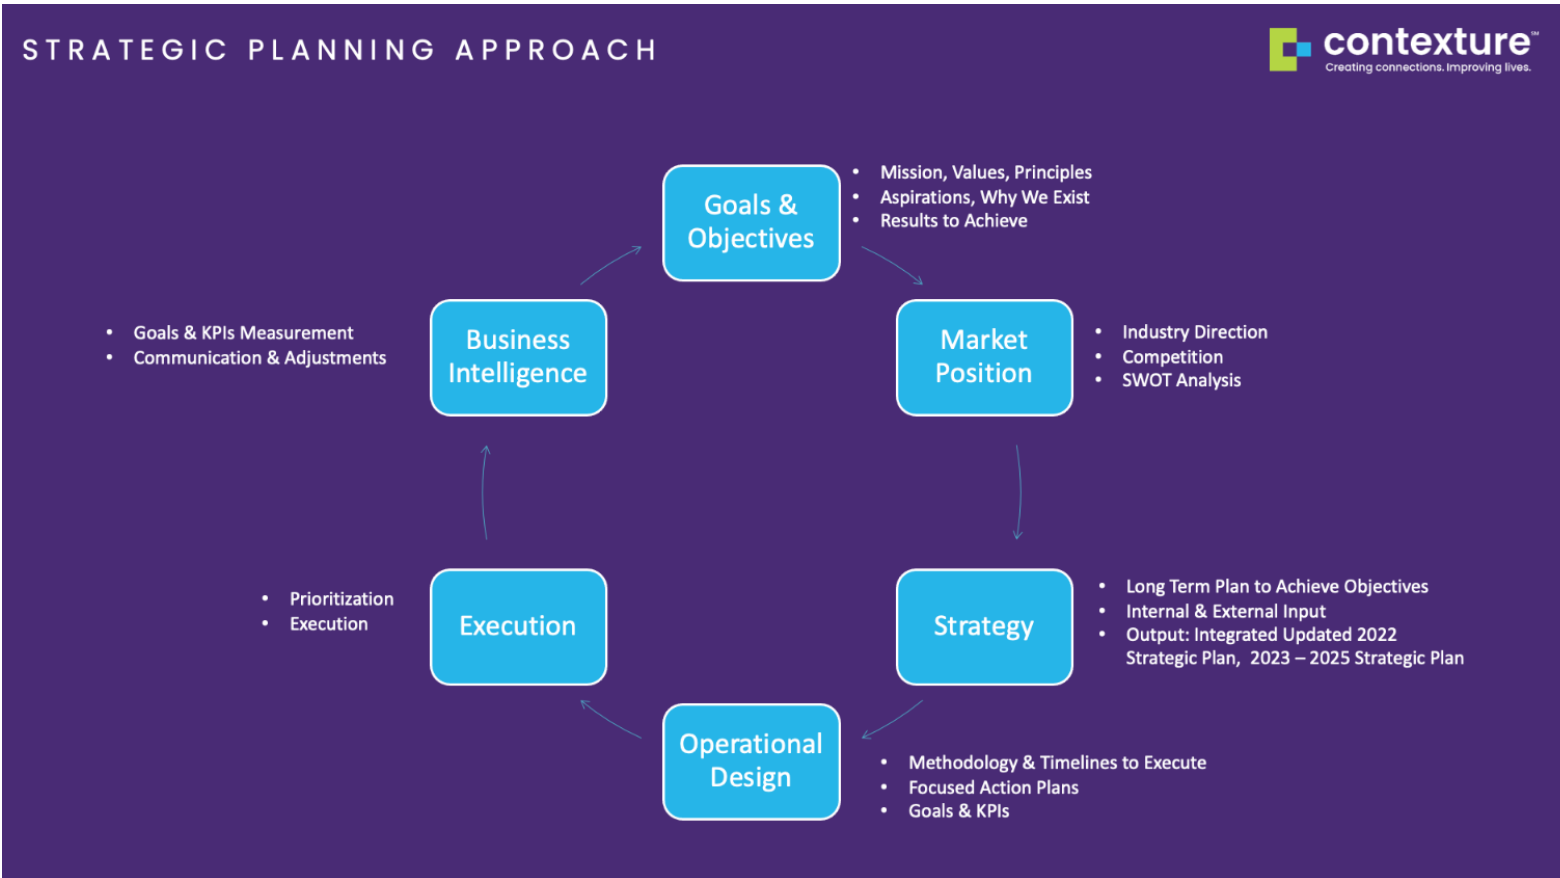 STRATEGIC PLANNING APPROACH
contexture℠
Creating connections. Improving lives.
Goals &
Objectives
• Mission, Values, Principles
• Aspirations, Why We Exist
• Results to Achieve
Market
Position
• Industry Direction
• Competition
• SWOT Analysis
Strategy
• Long Term Plan to Achieve Objectives
• Internal & External Input
• Output: Integrated Updated 2022
Strategic Plan, 2023 – 2025 Strategic Plan
Operational
Design
• Methodology & Timelines to Execute
• Focused Action Plans
• Goals & KPIs
Execution
• Prioritization
• Execution
Business
Intelligence
• Goals & KPIs Measurement
• Communication & Adjustments